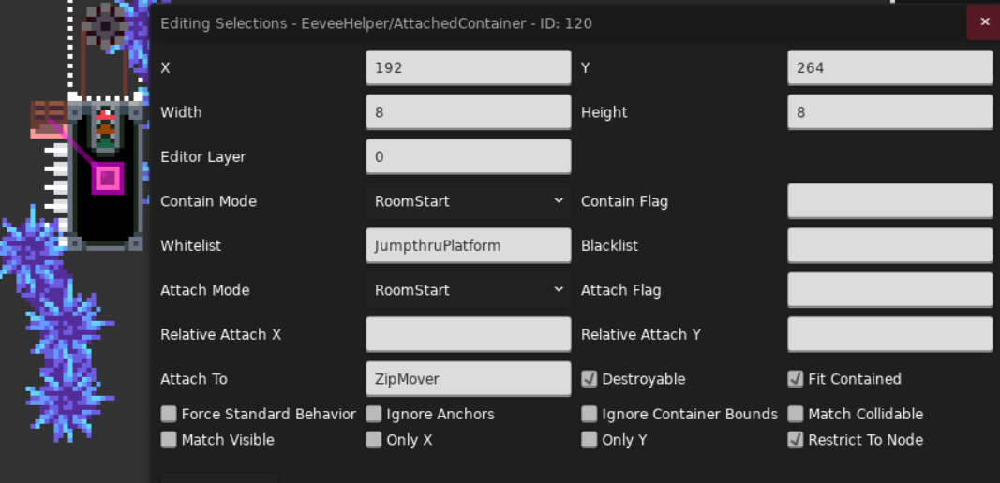 Editing Selections - EeveeHelper/AttachedContainer - ID: 120
X 192 Y 264
Width 8 Height 8
Editor Layer 0
Contain Mode RoomStart Contain Flag
Whitelist JumpthruPlatform Blacklist
Attach Mode RoomStart Attach Flag
Relative Attach X Relative Attach Y
Attach To ZipMover Destroyable Fit Contained
Force Standard Behavior Ignore Anchors Ignore Container Bounds Match Collidable
Match Visible Only X Only Y Restrict To Node